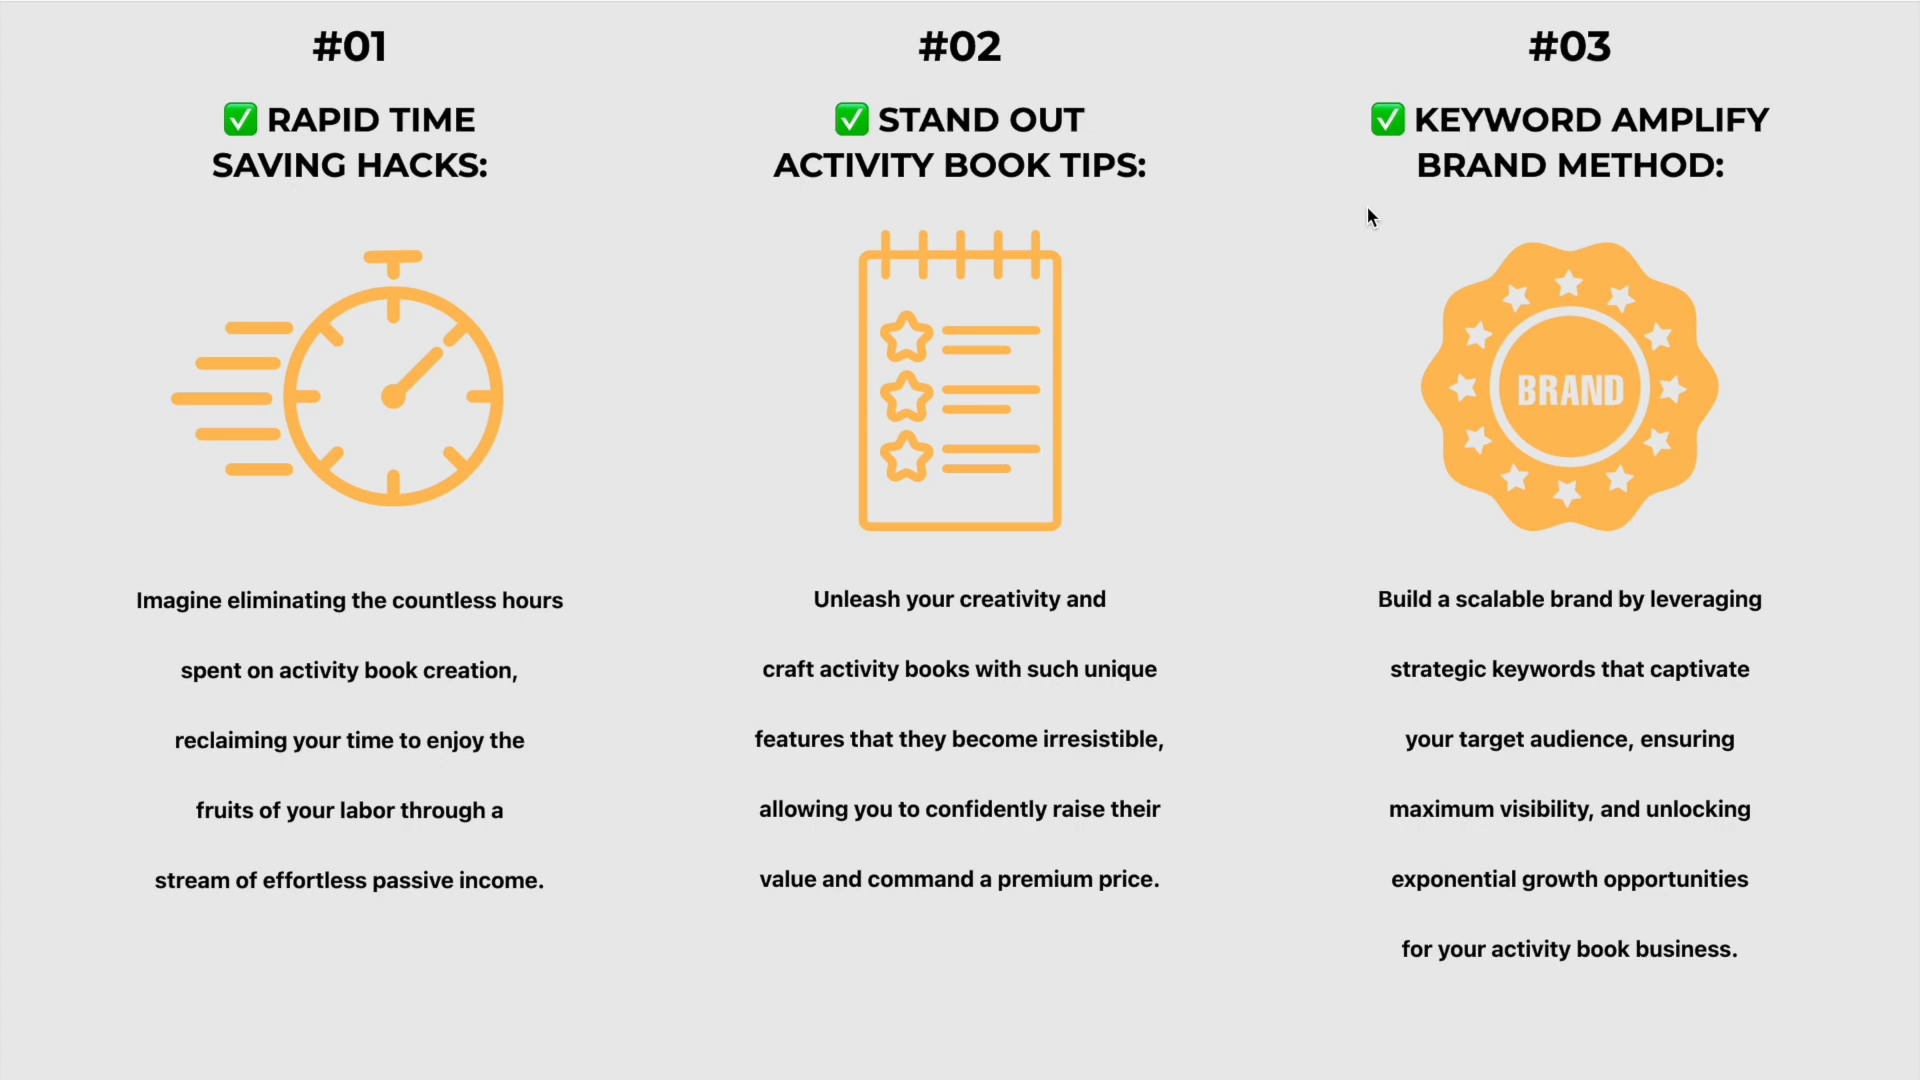 #01
✅ RAPID TIME
SAVING HACKS:
Imagine eliminating the countless hours
spent on activity book creation,
reclaiming your time to enjoy the
fruits of your labor through a
stream of effortless passive income.
#02
✅ STAND OUT
ACTIVITY BOOK TIPS:
Unleash your creativity and
craft activity books with such unique
features that they become irresistible,
allowing you to confidently raise their
value and command a premium price.
#03
✅ KEYWORD AMPLIFY
BRAND METHOD:
BRAND
Build a scalable brand by leveraging
strategic keywords that captivate
your target audience, ensuring
maximum visibility, and unlocking
exponential growth opportunities
for your activity book business.